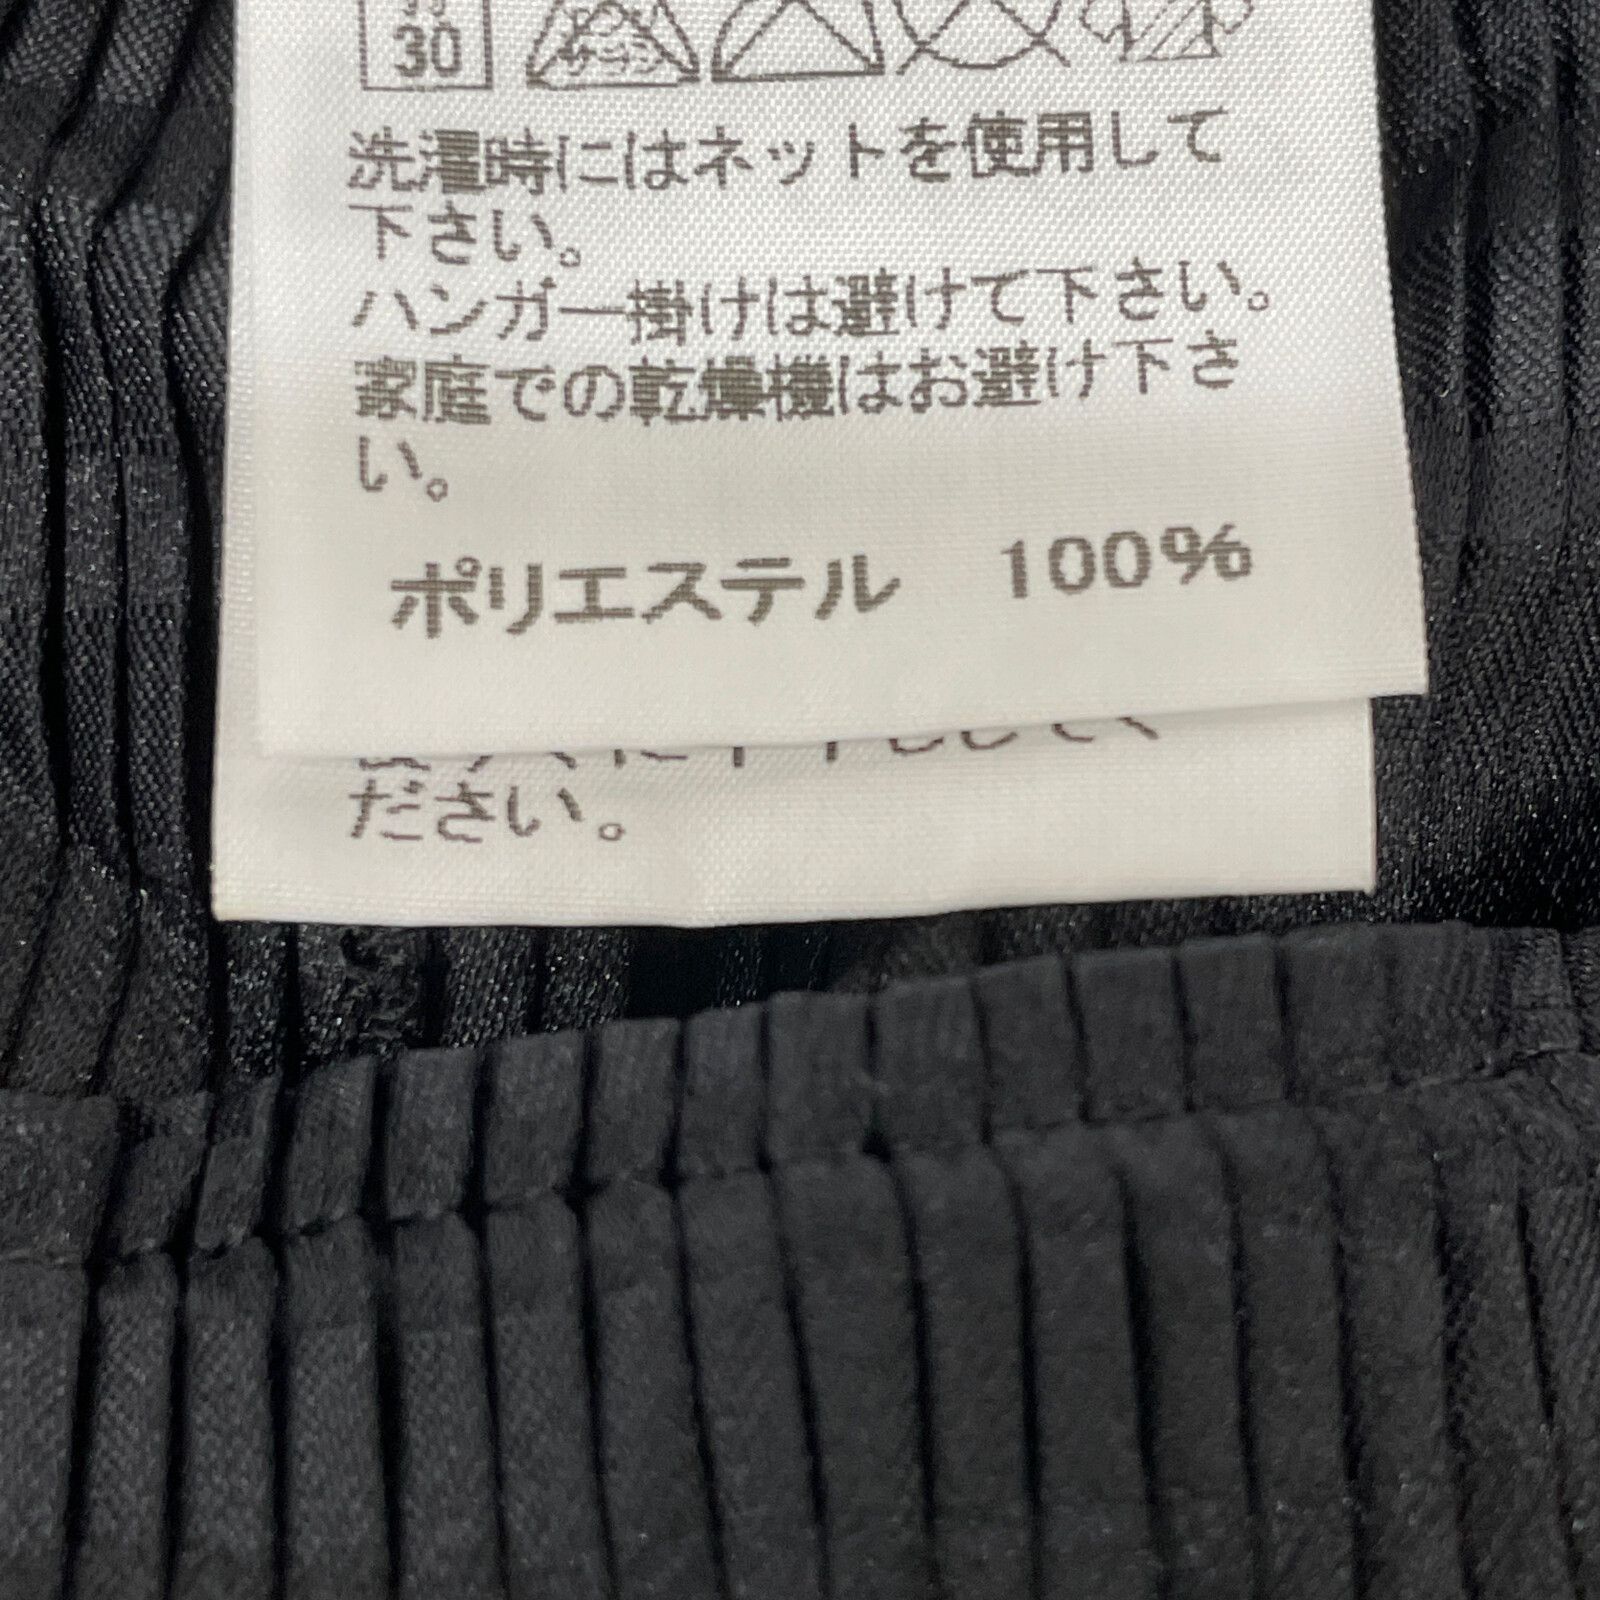 30
洗濯時にはネットを使用して
下さい。
ハンガー掛けは避けて下さい。
家庭での乾燥機はお避け下さ
い。
ポリエステル 100%
ださい。